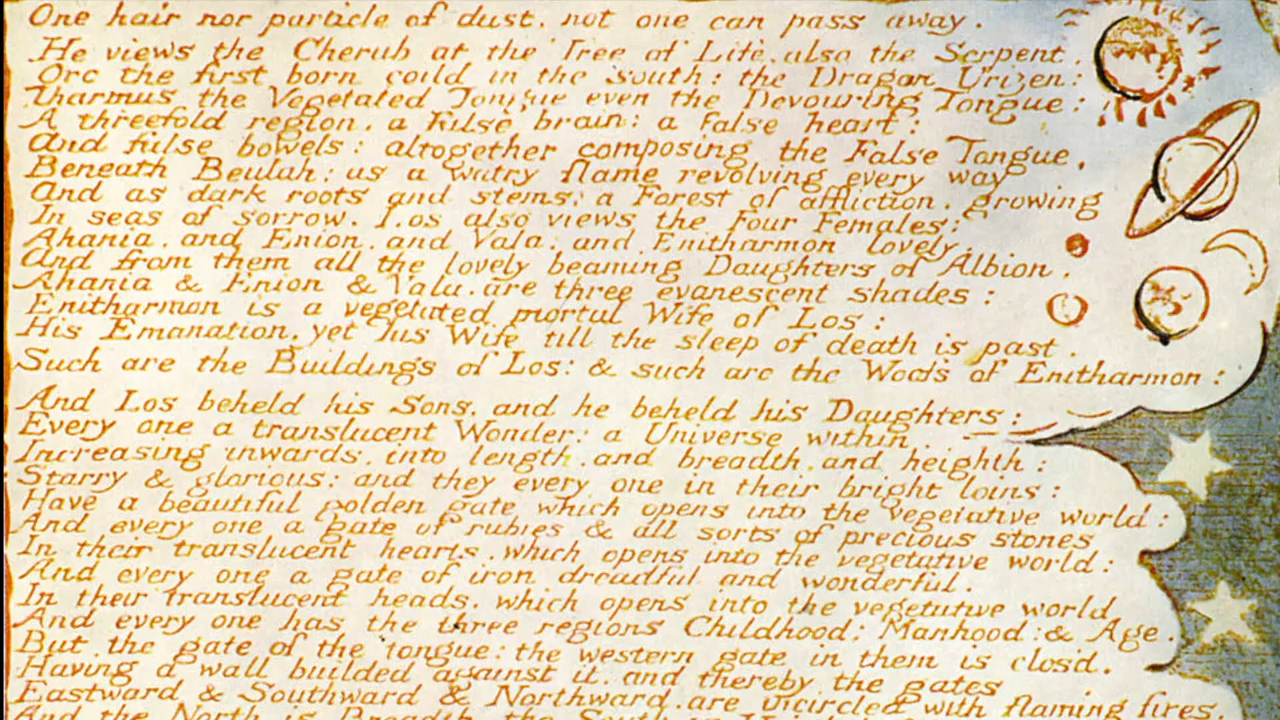 One hair nor particle of dust. not one can pass away.
He views the Cherub at the Tree of Life. also the Serpent.
Orc the first born coild in the South: the Dragon Urizen:
Tharmus the Vegetated Tongue even the Devouring Tongue:
A threefold region. a false brain: a false heart:
And false bowels: altogether composing the False Tongue,
Beneath Beulah: as a watry flame revolving every way
And as dark roots and stems: a Forest of affliction. growing
In seas of sorrow. Los also views the Four Females:
Ahania. and Enion. and Vala. and Enitharmon lovely.
And from them all the lovely beaming Daughters of Albion.
Ahania & Enion & Vala. are three evanescent shades:
Enitharmon is a vegetated mortal Wife of Los:
His Emanation. yet his Wife till the sleep of death is past.
Such are the Buildings of Los: & such are the Woofs of Enitharmon:
And Los beheld his Sons. and he beheld his Daughters:
Every one a translucent Wonder: a Universe within.
Increasing inwards. into length. and breadth. and heighth:
Starry & glorious: and they every one in their bright loins:
Have a beautiful golden gate which opens into the vegetative world:
And every one a gate of rubies & all sorts of precious stones
In their translucent hearts. which opens into the vegetative world:
And every one a gate of iron dreadful and wonderful.
In their translucent heads. which opens into the vegetative world
And every one has the three regions Childhood: Manhood: & Age.
But the gate of the tongue: the western gate in them is clos'd.
Having a wall builded against it. and thereby the gates
Eastward & Southward & Northward. are incircled with flaming fires.
And the North is Breadth. the South is